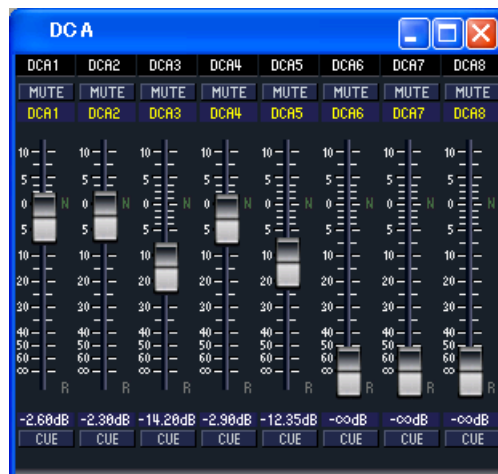 DCA
DCA1 DCA2 DCA3 DCA4 DCA5 DCA6 DCA7 DCA8
MUTE MUTE MUTE MUTE MUTE MUTE MUTE MUTE
DCA1 DCA2 DCA3 DCA4 DCA5 DCA6 DCA7 DCA8
10 10 10 10 10 10 10 10
5 5 5 5 5 5 5 5
0 N 0 N 0 N 0 N 0 N 0 N 0 N 0 N
5 5 5 5 5 5 5 5
10 10 10 10 10 10 10 10
20 20 20 20 20 20 20 20
30 30 30 30 30 30 30 30
40 40 40 40 40 40 40 40
50 50 50 50 50 50 50 50
60 60 60 60 60 60 60 60
∞ ∞ ∞ ∞ ∞ ∞ ∞ ∞
R R R R R R R R
-2.60dB -2.30dB -14.20dB -2.90dB -12.35dB -∞dB -∞dB -∞dB
CUE CUE CUE CUE CUE CUE CUE CUE